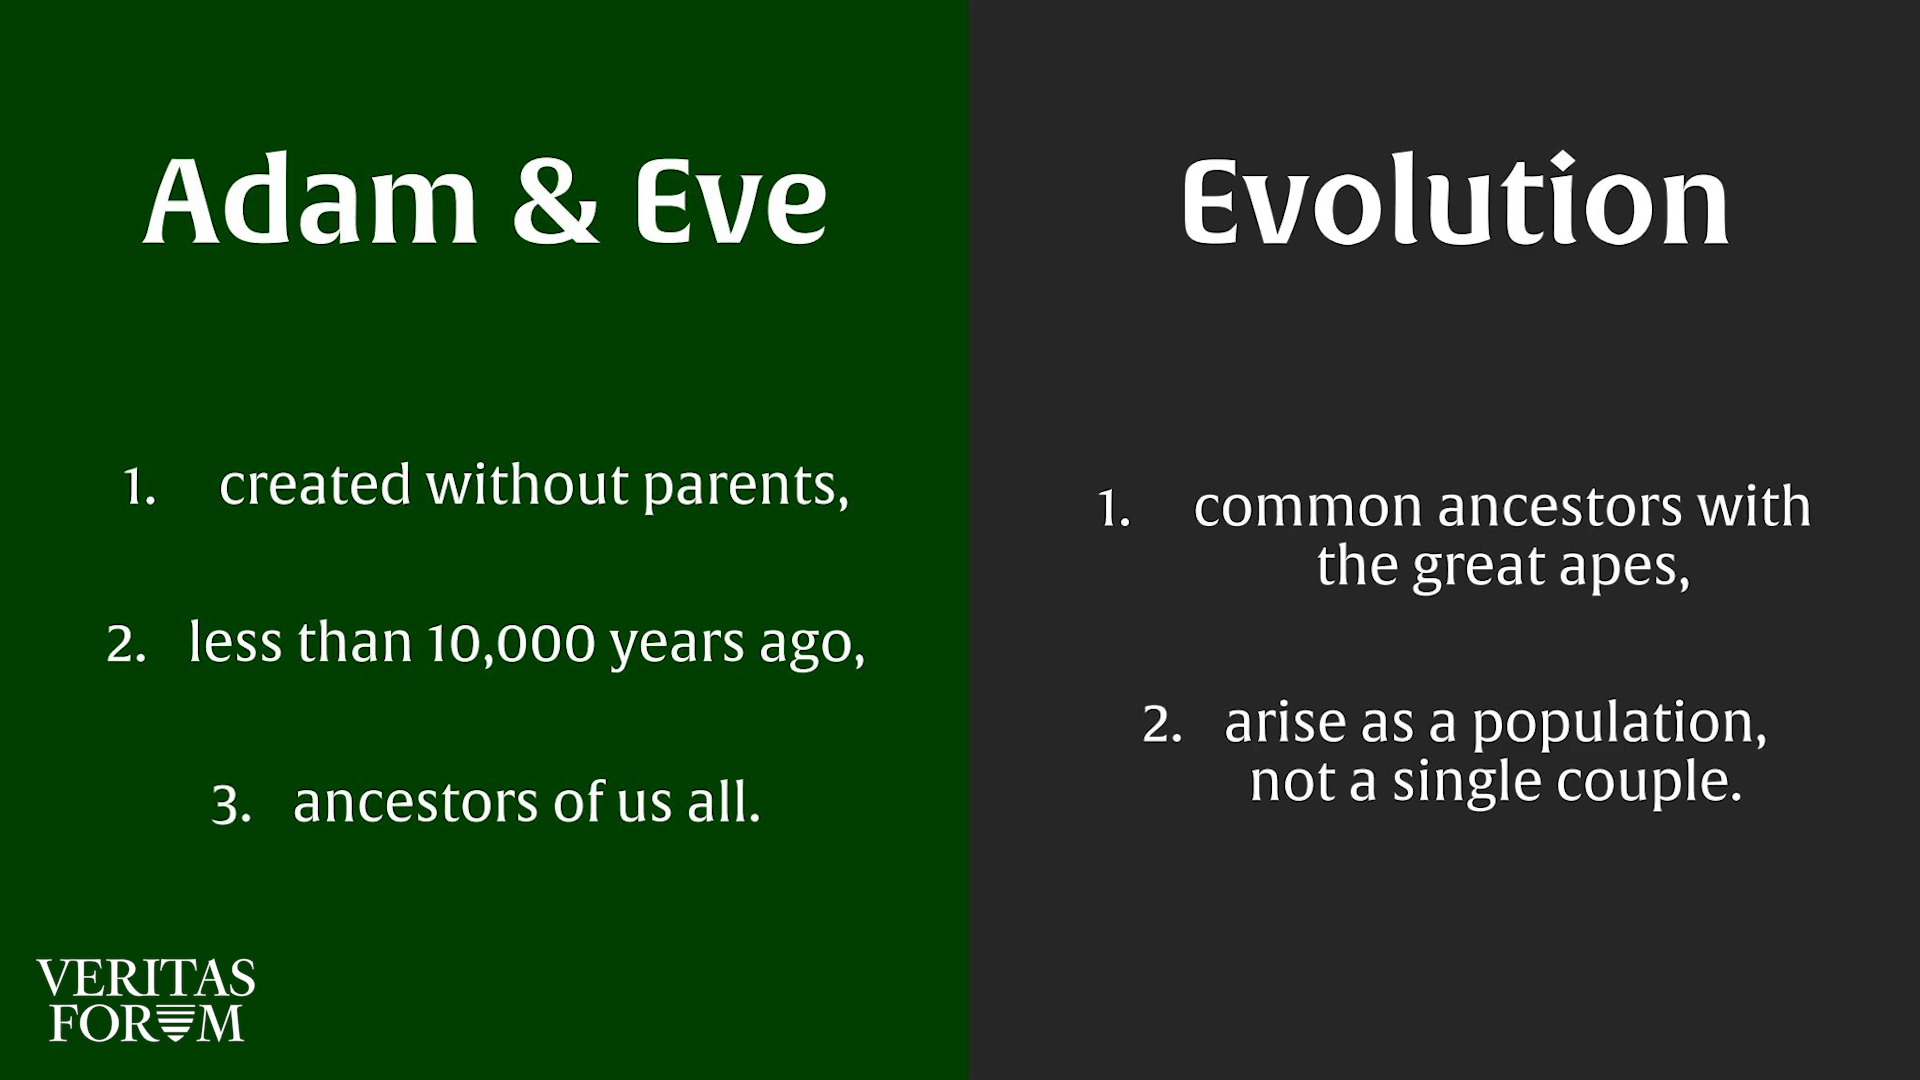 Adam & Eve
1. created without parents,
2. less than 10,000 years ago,
3. ancestors of us all.
VERITAS
FORUM
Evolution
1. common ancestors with
the great apes,
2. arise as a population,
not a single couple.